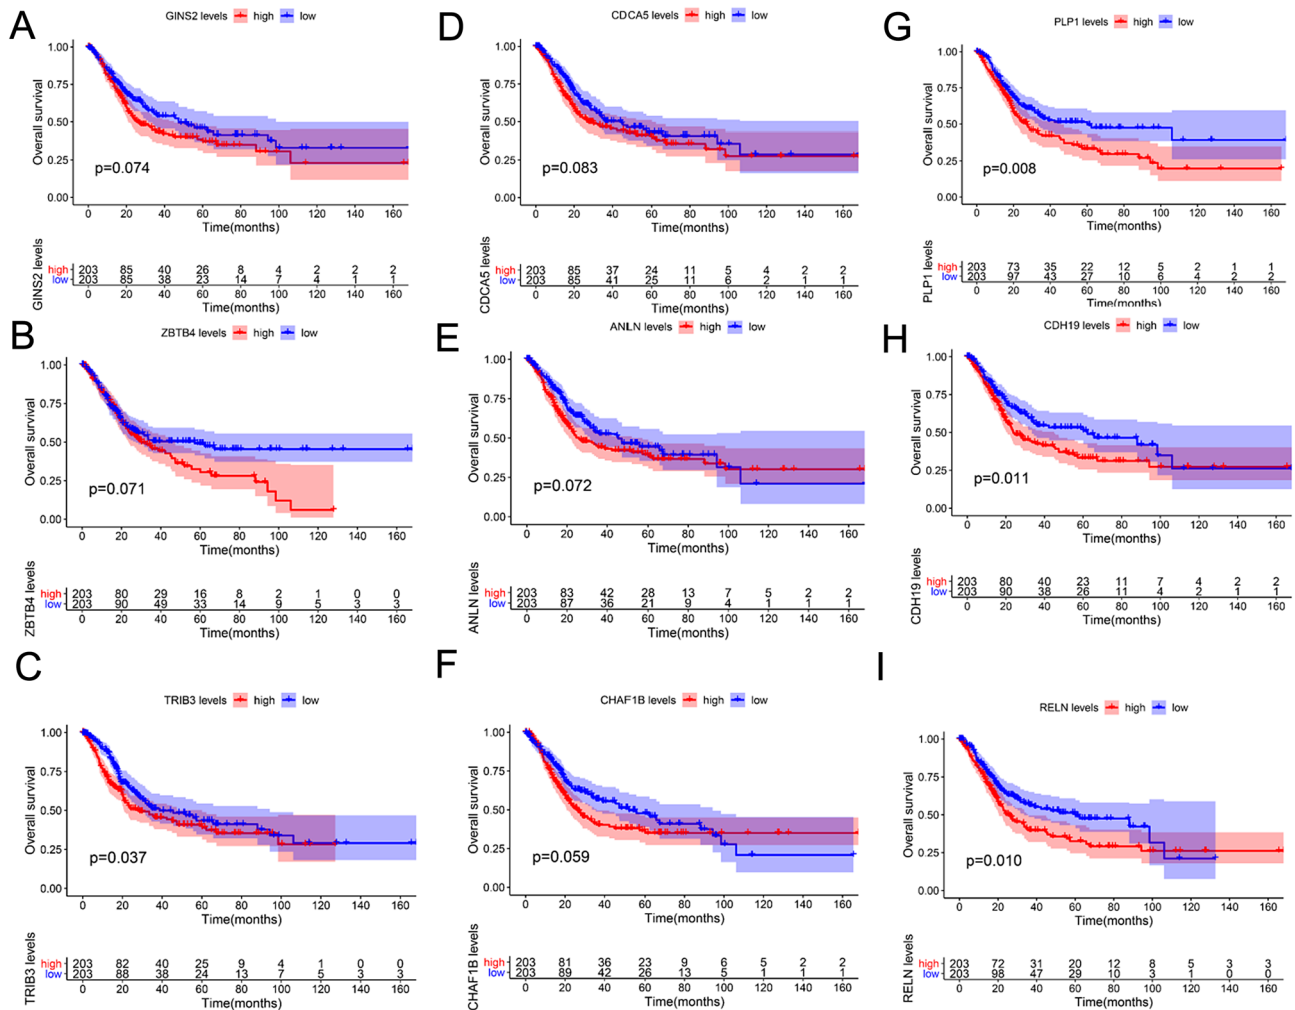 A
GINS2 levels high low
Overall survival
1.00
0.75
0.50
0.25
0.00
p=0.074
0 20 40 60 80 100 120 140 160
Time(months)
GINS2 levels
high 203 85 40 26 8 4 2 2 2
low 203 85 38 23 14 7 4 1 1
0 20 40 60 80 100 120 140 160
Time(months)
B
ZBTB4 levels high low
Overall survival
1.00
0.75
0.50
0.25
0.00
p=0.071
0 20 40 60 80 100 120 140 160
Time(months)
ZBTB4 levels
high 203 80 29 16 8 2 1 0 0
low 203 90 49 33 14 9 5 3 3
0 20 40 60 80 100 120 140 160
Time(months)
C
TRIB3 levels high low
Overall survival
1.00
0.75
0.50
0.25
0.00
p=0.037
0 20 40 60 80 100 120 140 160
Time(months)
TRIB3 levels
high 203 82 40 25 9 4 1 0 0
low 203 88 38 24 13 7 5 3 3
0 20 40 60 80 100 120 140 160
Time(months)
D
CDCA5 levels high low
Overall survival
1.00
0.75
0.50
0.25
0.00
p=0.083
0 20 40 60 80 100 120 140 160
Time(months)
CDCA5 levels
high 203 85 37 24 11 5 4 2 2
low 203 85 41 25 11 6 2 1 1
0 20 40 60 80 100 120 140 160
Time(months)
E
ANLN levels high low
Overall survival
1.00
0.75
0.50
0.25
0.00
p=0.072
0 20 40 60 80 100 120 140 160
Time(months)
ANLN levels
high 203 83 42 28 13 7 5 2 2
low 203 87 36 21 9 4 1 1 1
0 20 40 60 80 100 120 140 160
Time(months)
F
CHAF1B levels high low
Overall survival
1.00
0.75
0.50
0.25
0.00
p=0.059
0 20 40 60 80 100 120 140 160
Time(months)
CHAF1B levels
high 203 81 36 23 9 6 5 2 2
low 203 89 42 26 13 5 1 1 1
0 20 40 60 80 100 120 140 160
Time(months)
G
PLP1 levels high low
Overall survival
1.00
0.75
0.50
0.25
0.00
p=0.008
0 20 40 60 80 100 120 140 160
Time(months)
PLP1 levels
high 203 73 35 22 12 5 2 1 1
low 203 97 43 27 10 6 4 2 2
0 20 40 60 80 100 120 140 160
Time(months)
H
CDH19 levels high low
Overall survival
1.00
0.75
0.50
0.25
0.00
p=0.011
0 20 40 60 80 100 120 140 160
Time(months)
CDH19 levels
high 203 80 40 23 11 7 4 2 2
low 203 90 38 26 11 4 2 1 1
0 20 40 60 80 100 120 140 160
Time(months)
I
RELN levels high low
Overall survival
1.00
0.75
0.50
0.25
0.00
p=0.010
0 20 40 60 80 100 120 140 160
Time(months)
RELN levels
high 203 72 31 20 12 8 5 3 3
low 203 98 47 29 10 3 1 0 0
0 20 40 60 80 100 120 140 160
Time(months)